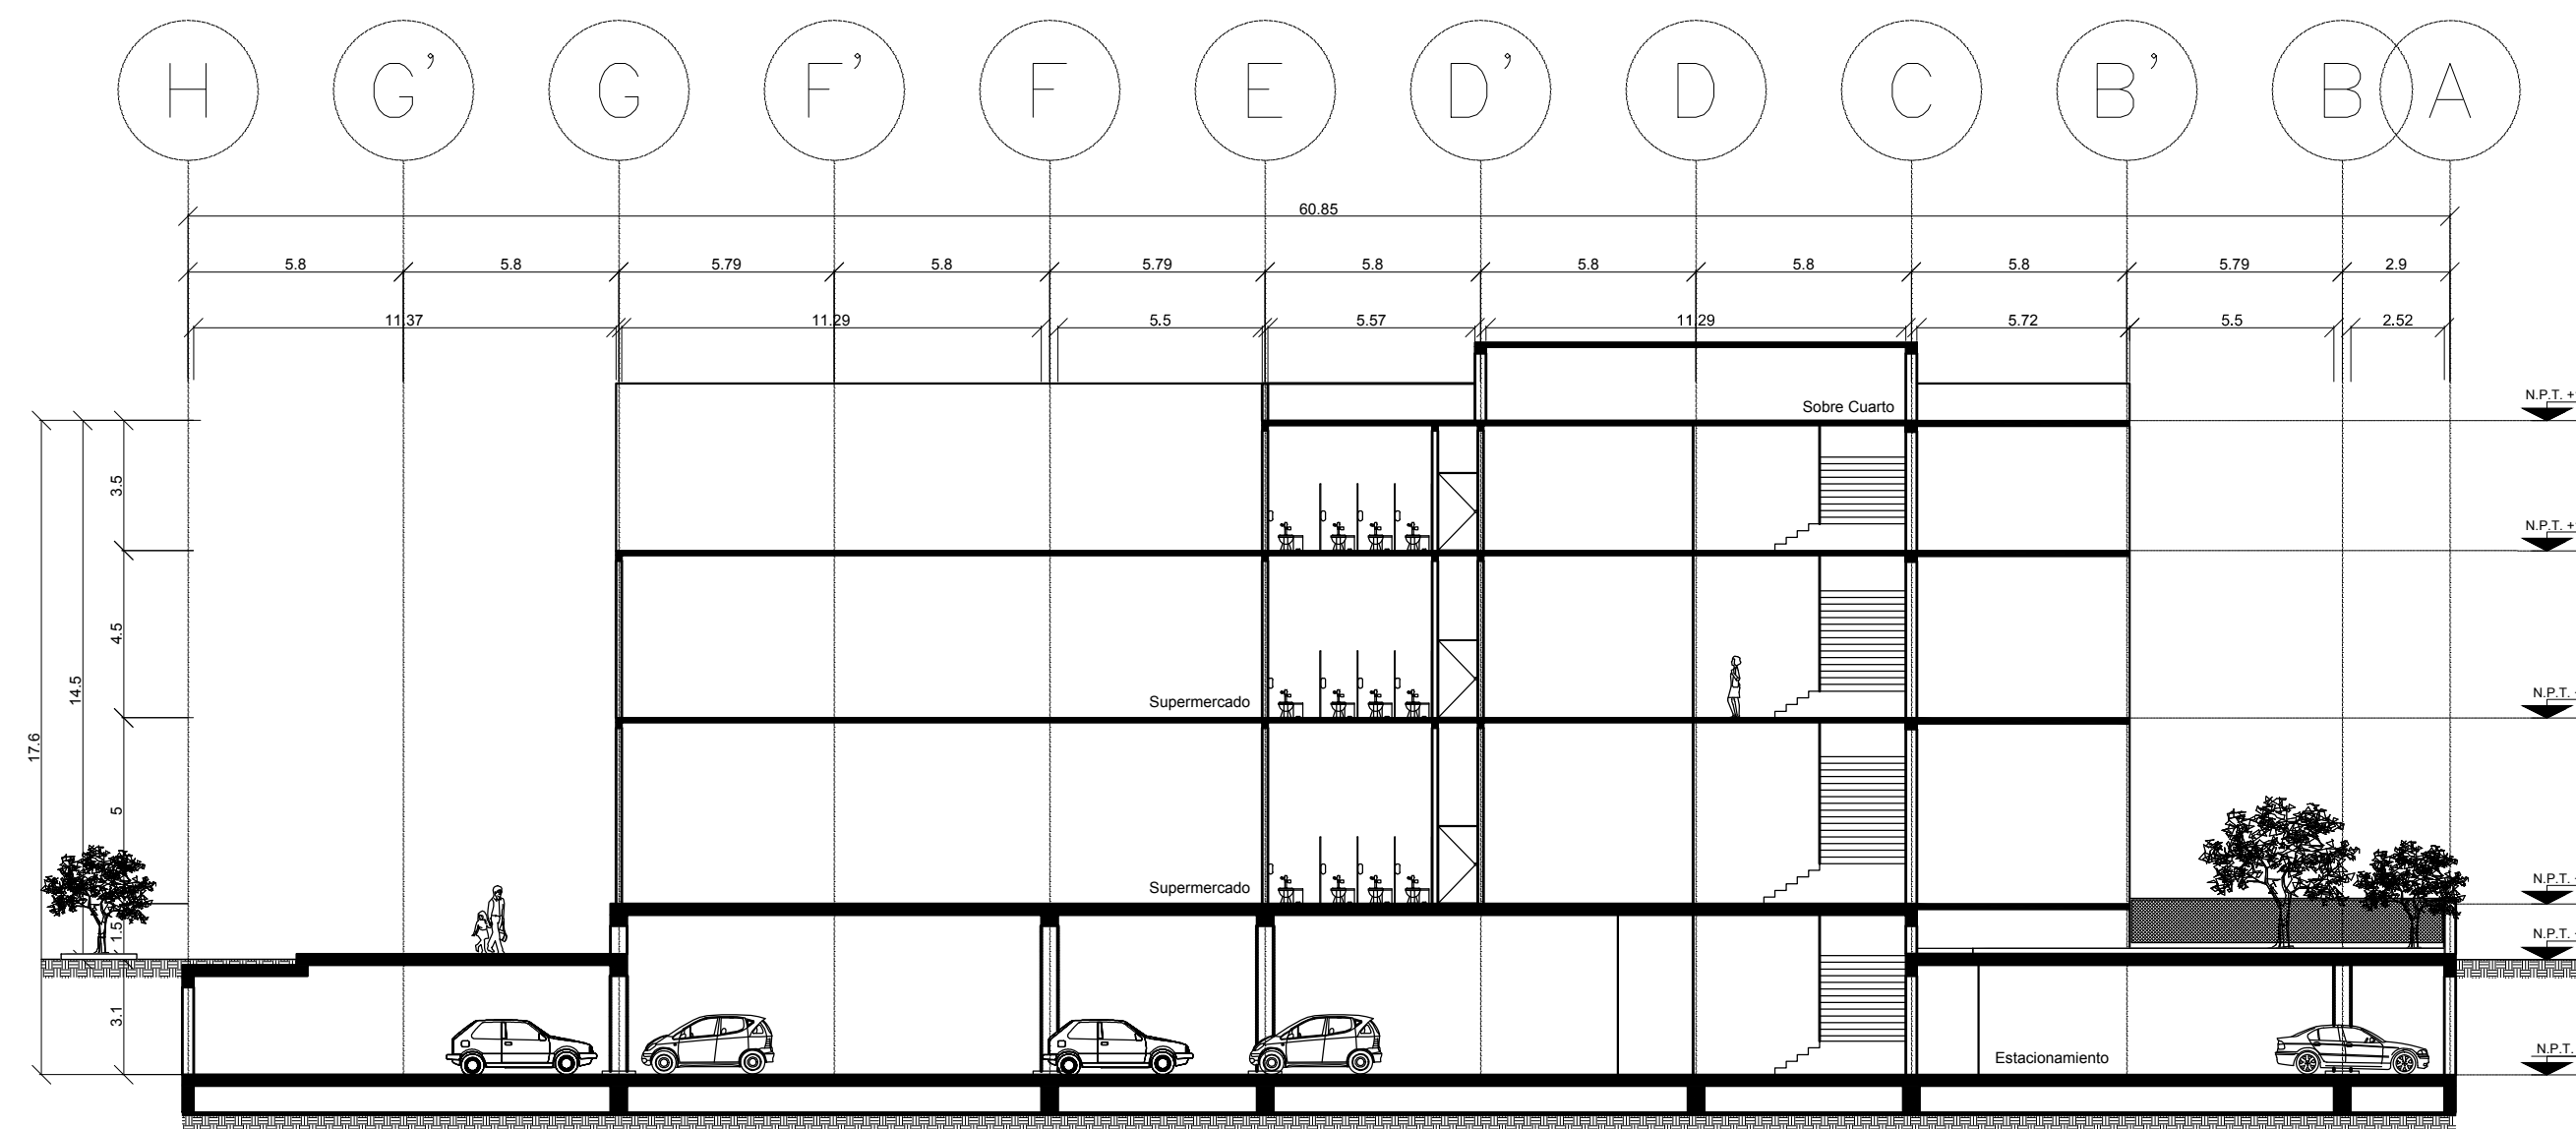 H G’ G F’ F E D’ D C B’ B A
60.85
5.8 5.8 5.79 5.8 5.79 5.8 5.8 5.8 5.8 5.79 2.9
11.37 11.29 5.5 5.57 11.29 5.72 5.5 2.52
N.P.T. +
Sobre Cuarto
3.5
N.P.T. +
4.5
14.5
N.P.T.
Supermercado
17.6
5
N.P.T.
Supermercado
1.5
N.P.T.
3.1
N.P.T.
Estacionamiento